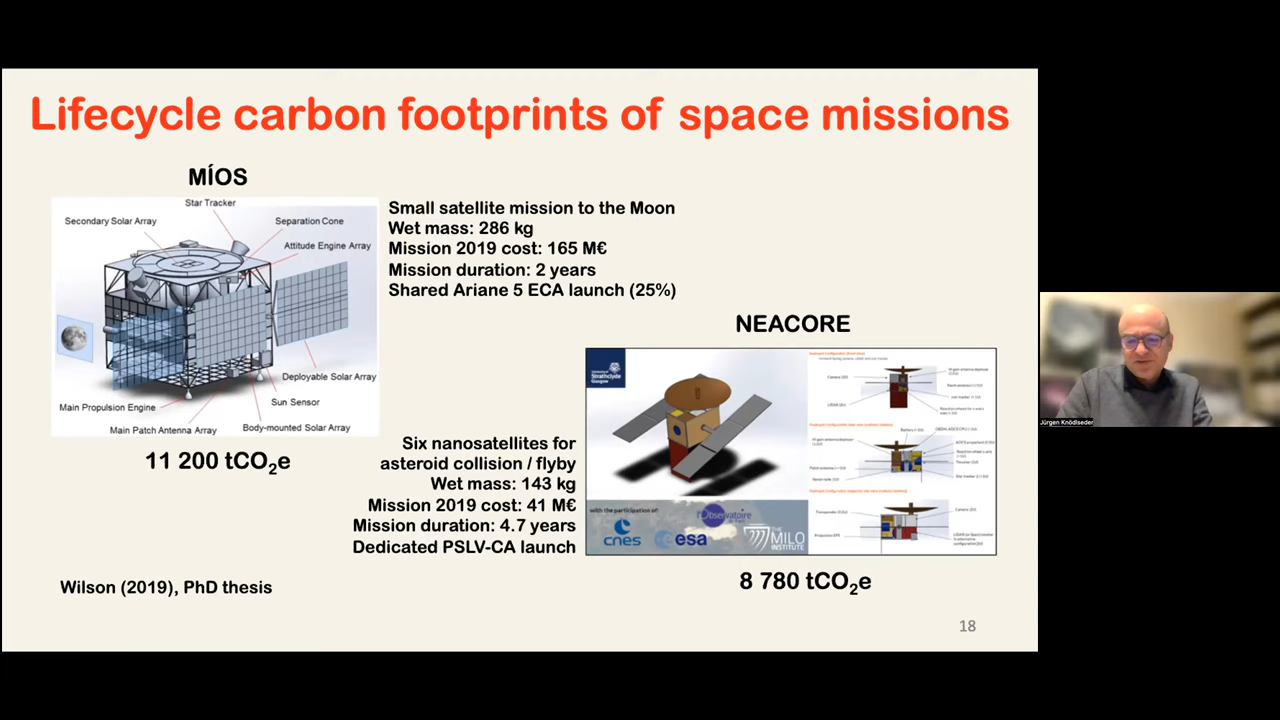 Lifecycle carbon footprints of space missions
MÍOS
Star Tracker
Secondary Solar Array
Separation Cone
Attitude Engine Array
Deployable Solar Array
Sun Sensor
Main Propulsion Engine
Main Patch Antenna Array
Body-mounted Solar Array
11 200 tCO2e
Small satellite mission to the Moon
Wet mass: 286 kg
Mission 2019 cost: 165 M€
Mission duration: 2 years
Shared Ariane 5 ECA launch (25%)
NEACORE
Strathclyde
Glasgow
with the participation of:
l'Observatoire
cnes
esa
THE
MILO
INSTITUTE
Six nanosatellites for
asteroid collision / flyby
Wet mass: 143 kg
Mission 2019 cost: 41 M€
Mission duration: 4.7 years
Dedicated PSLV-CA launch
8 780 tCO2e
Wilson (2019), PhD thesis
18
Jürgen Knödlseder